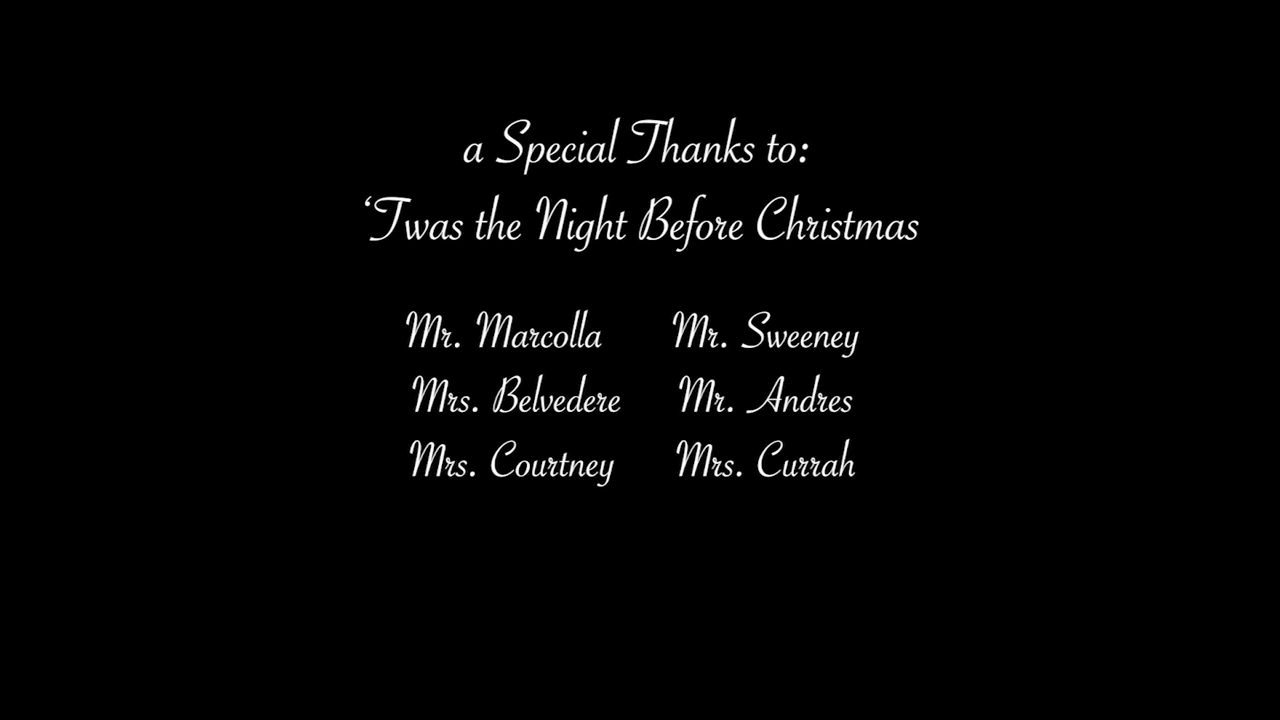 a Special Thanks to:
‘Twas the Night Before Christmas
Mr. Marcolla Mr. Sweeney
Mrs. Belvedere Mr. Andres
Mrs. Courtney Mrs. Currah